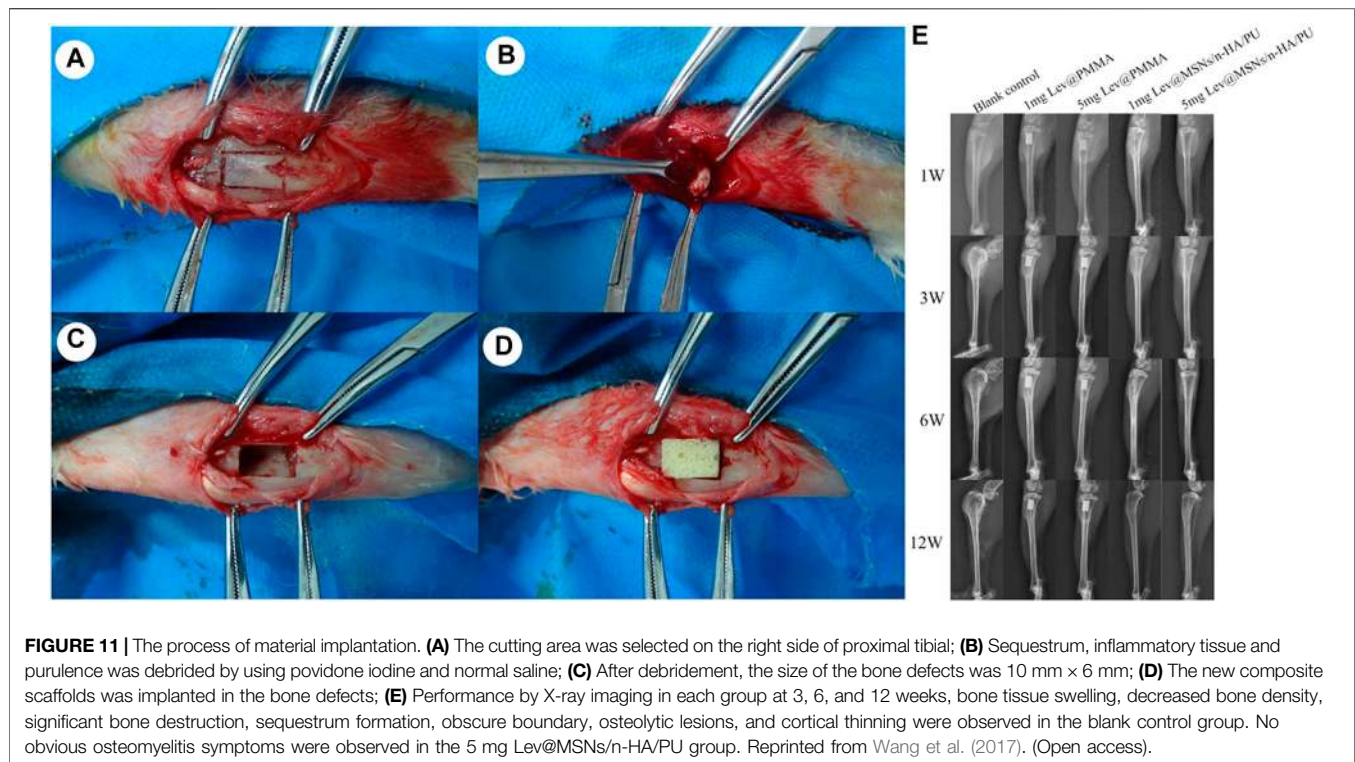 A
B
C
D
E
Blank control
1mg Lev@PMMA
5mg Lev@PMMA
1mg Lev@MSNs/n-HA/PU
5mg Lev@MSNs/n-HA/PU
1W
3W
6W
12W
FIGURE 11 | The process of material implantation. (A) The cutting area was selected on the right side of proximal tibial; (B) Sequestrum, inflammatory tissue and
purulence was debrided by using povidone iodine and normal saline; (C) After debridement, the size of the bone defects was 10 mm × 6 mm; (D) The new composite
scaffolds was implanted in the bone defects; (E) Performance by X-ray imaging in each group at 3, 6, and 12 weeks, bone tissue swelling, decreased bone density,
significant bone destruction, sequestrum formation, obscure boundary, osteolytic lesions, and cortical thinning were observed in the blank control group. No
obvious osteomyelitis symptoms were observed in the 5 mg Lev@MSNs/n-HA/PU group. Reprinted from Wang et al. (2017). (Open access).